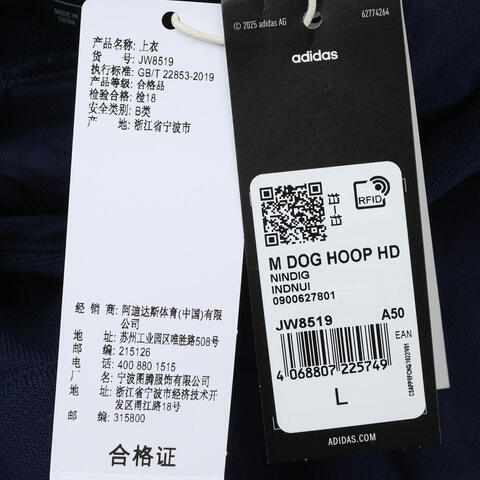 MADE IN
CHINA
产品名称: 上衣
货 号: JW8519
执行标准: GB/T 22853-2019
产品等级: 合格品
检验合格: 检18
安全类别: B类
产 地: 浙江省宁波市
经 销 商: 阿迪达斯体育(中国)有限
公司
地 址: 苏州工业园区唯胜路508号
邮 编: 215126
电 话: 400 880 1515
厂 名: 宁波图腾服饰有限公司
地 址: 浙江省宁波市经济技术开
发区甬江路18号
邮 编: 315800
合格证
© 2025 adidas AG
62774264
adidas
RFID
M DOG HOOP HD
NINDIG
INDNUI
0900627801
JW8519
A50
EAN
4 068807 225749
L
ADIDAS.COM